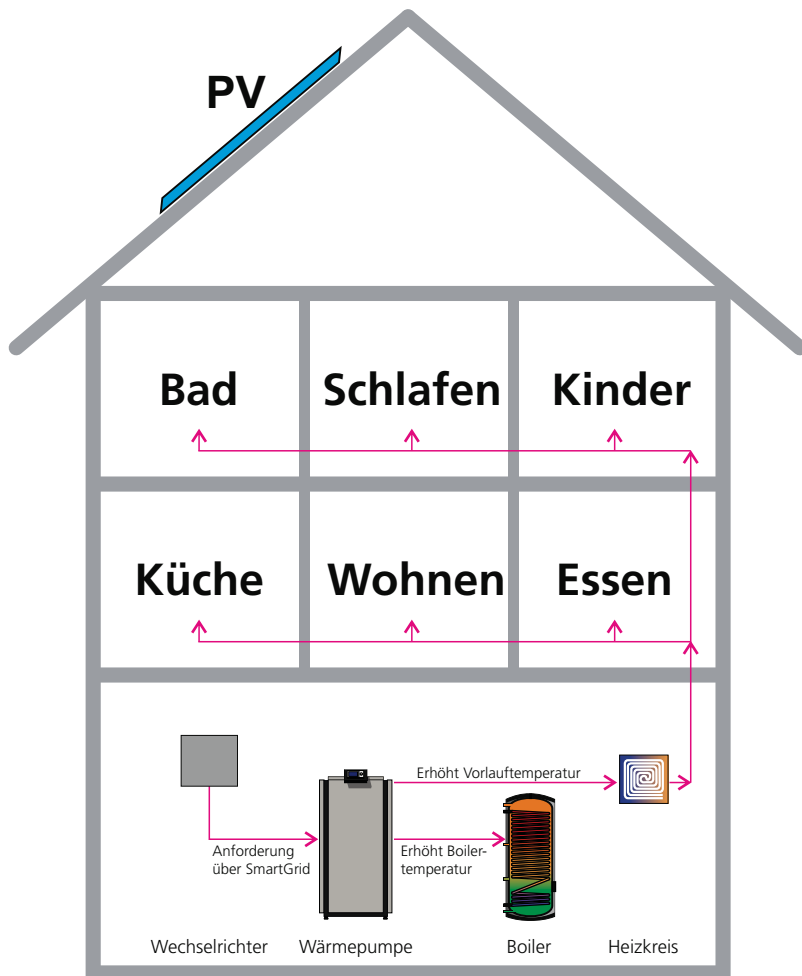 PV
Bad
Schlafen
Kinder
Küche
Wohnen
Essen
Erhöht Vorlauftemperatur
Anforderung
über SmartGrid
Erhöht Boiler-
temperatur
Wechselrichter
Wärmepumpe
Boiler
Heizkreis